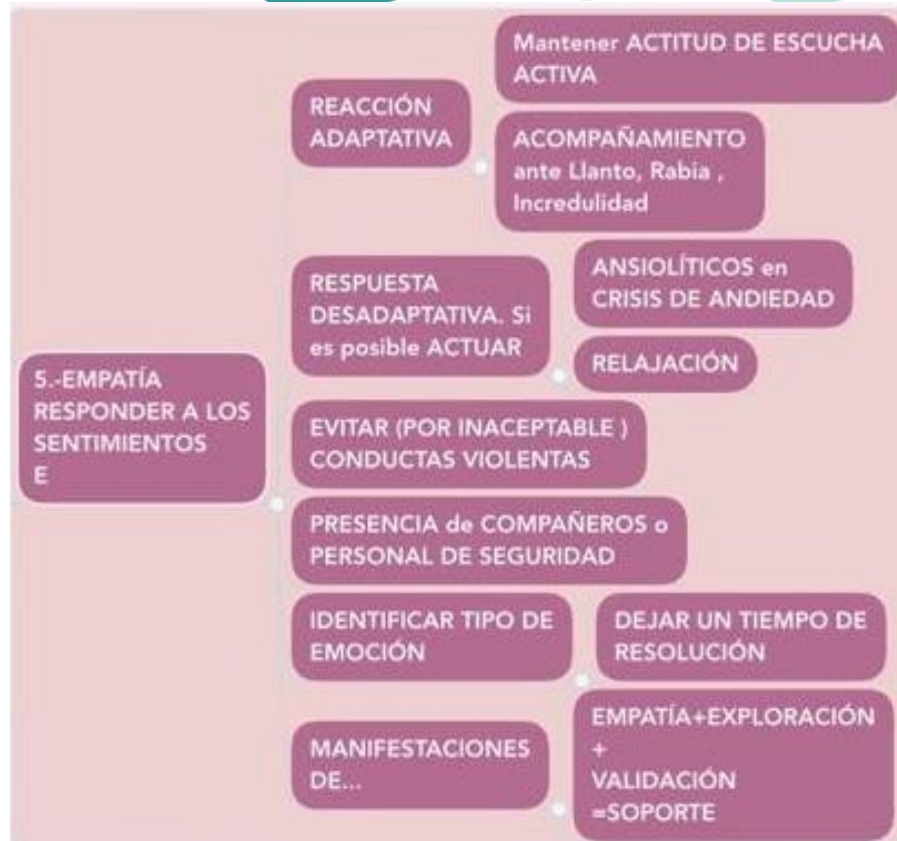 5.-EMPATÍA
RESPONDER A LOS
SENTIMIENTOS
E
REACCIÓN
ADAPTATIVA
Mantener ACTITUD DE ESCUCHA
ACTIVA
ACOMPAÑAMIENTO
ante Llanto, Rabia ,
Incredulidad
RESPUESTA
DESADAPTATIVA. Si
es posible ACTUAR
ANSIOLÍTICOS en
CRISIS DE ANDIEDAD
RELAJACIÓN
EVITAR (POR INACEPTABLE )
CONDUCTAS VIOLENTAS
PRESENCIA de COMPAÑEROS o
PERSONAL DE SEGURIDAD
IDENTIFICAR TIPO DE
EMOCIÓN
DEJAR UN TIEMPO DE
RESOLUCIÓN
MANIFESTACIONES
DE...
EMPATÍA+EXPLORACIÓN
+
VALIDACIÓN
=SOPORTE